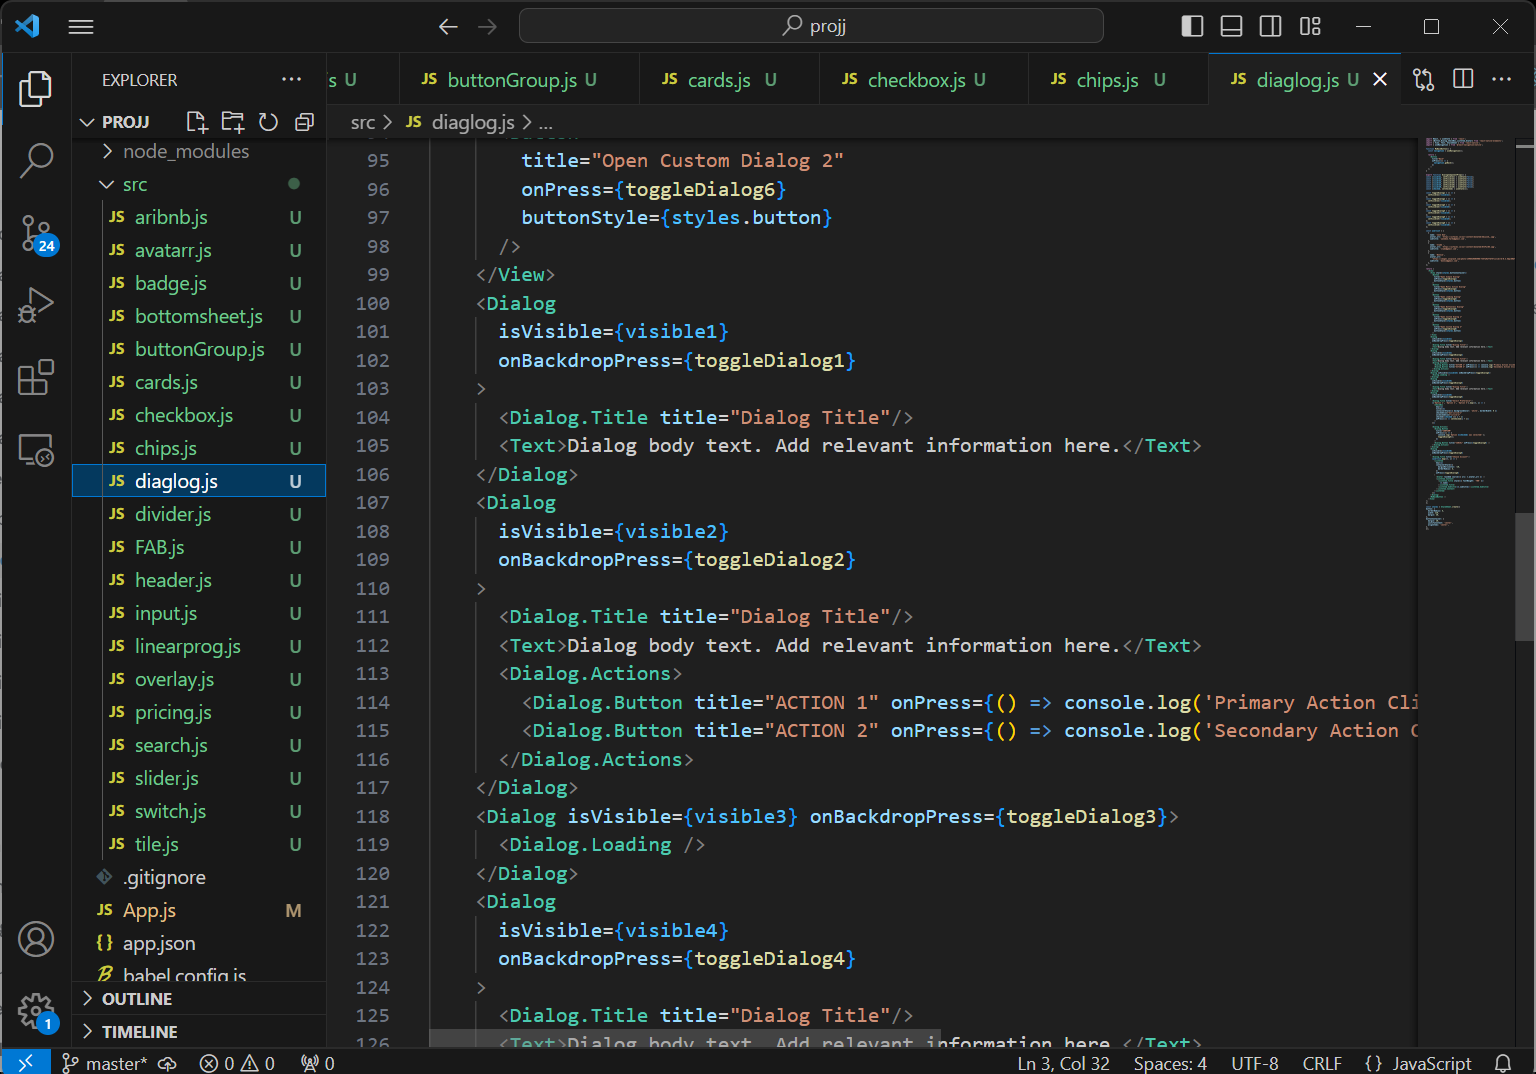 projj
EXPLORER
s U
JS buttonGroup.js U
JS cards.js U
JS checkbox.js U
JS chips.js U
JS diaglog.js U
PROJJ
src > JS diaglog.js > ...
node_modules
src
JS aribnb.js U
JS avatarr.js U
JS badge.js U
JS bottomsheet.js U
JS buttonGroup.js U
JS cards.js U
JS checkbox.js U
JS chips.js U
JS diaglog.js U
JS divider.js U
JS FAB.js U
JS header.js U
JS input.js U
JS linearprog.js U
JS overlay.js U
JS pricing.js U
JS search.js U
JS slider.js U
JS switch.js U
JS tile.js U
.gitignore
JS App.js M
{} app.json
babel.config.js
OUTLINE
TIMELINE
24
1
95 title="Open Custom Dialog 2"
96 onPress={toggleDialog6}
97 buttonStyle={styles.button}
98 />
99 </View>
100 <Dialog
101 isVisible={visible1}
102 onBackdropPress={toggleDialog1}
103 >
104 <Dialog.Title title="Dialog Title"/>
105 <Text>Dialog body text. Add relevant information here.</Text>
106 </Dialog>
107 <Dialog
108 isVisible={visible2}
109 onBackdropPress={toggleDialog2}
110 >
111 <Dialog.Title title="Dialog Title"/>
112 <Text>Dialog body text. Add relevant information here.</Text>
113 <Dialog.Actions>
114 <Dialog.Button title="ACTION 1" onPress={() => console.log('Primary Action Cli
115 <Dialog.Button title="ACTION 2" onPress={() => console.log('Secondary Action C
116 </Dialog.Actions>
117 </Dialog>
118 <Dialog isVisible={visible3} onBackdropPress={toggleDialog3}>
119 <Dialog.Loading />
120 </Dialog>
121 <Dialog
122 isVisible={visible4}
123 onBackdropPress={toggleDialog4}
124 >
125 <Dialog.Title title="Dialog Title"/>
126 <Text>Dialog body text. Add relevant information here.</Text>
master* 0 0 0
Ln 3, Col 32 Spaces: 4 UTF-8 CRLF {} JavaScript